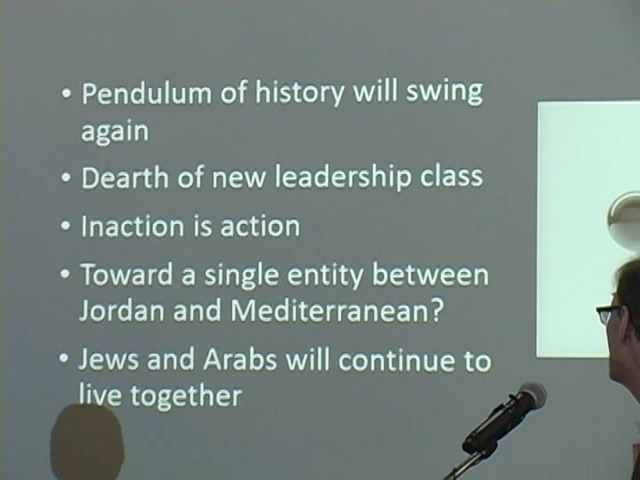 • Pendulum of history will swing
again
• Dearth of new leadership class
• Inaction is action
• Toward a single entity between
Jordan and Mediterranean?
• Jews and Arabs will continue to
live together